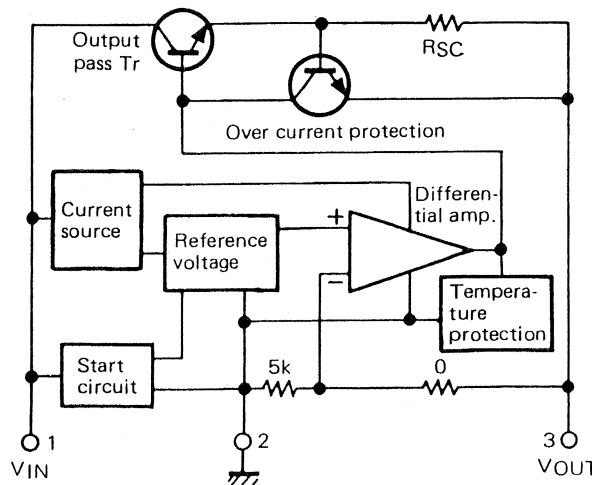 Output
pass Tr
RSC
Over current protection
Current
source
Differen-
tial amp.
Reference
voltage
+
−
Tempera-
ture
protection
Start
circuit
5k
0
1
2
3
VIN
VOUT